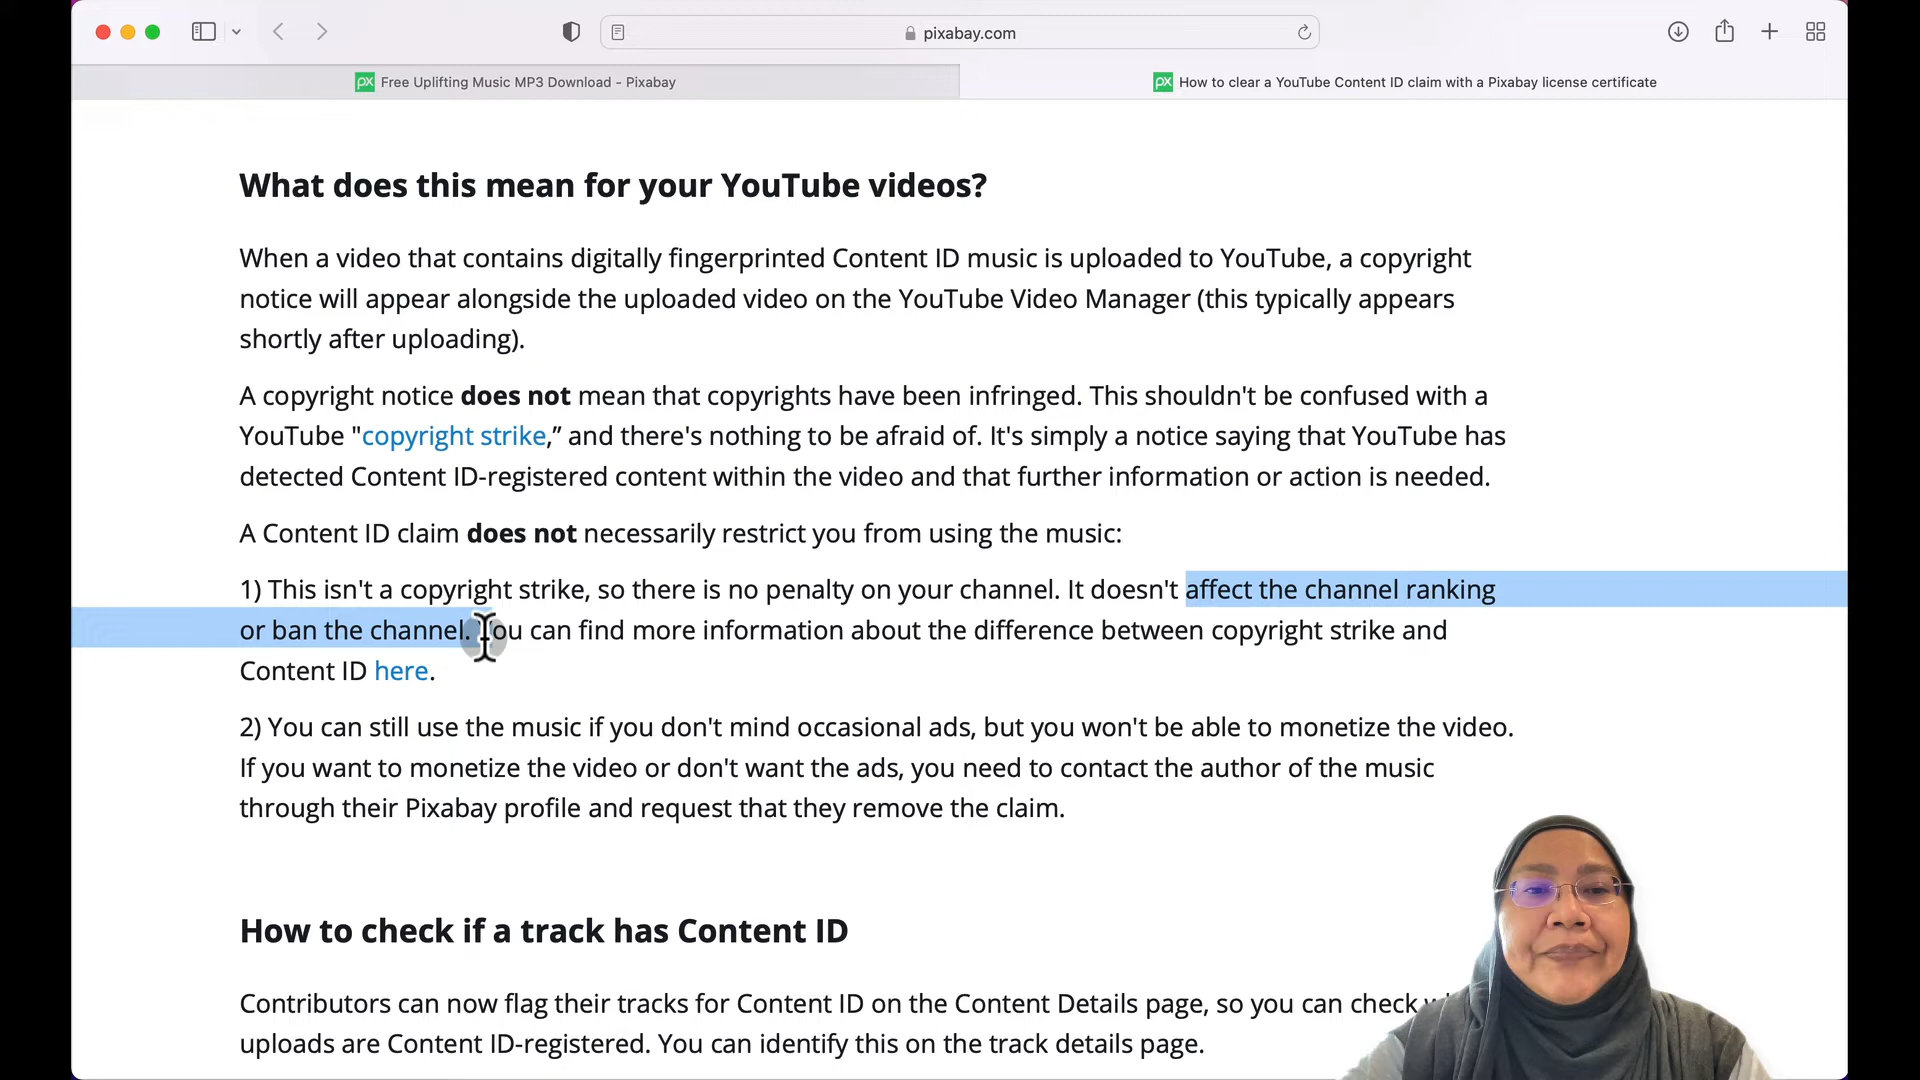 pixabay.com
px Free Uplifting Music MP3 Download - Pixabay
px How to clear a YouTube Content ID claim with a Pixabay license certificate
What does this mean for your YouTube videos?
When a video that contains digitally fingerprinted Content ID music is uploaded to YouTube, a copyright
notice will appear alongside the uploaded video on the YouTube Video Manager (this typically appears
shortly after uploading).
A copyright notice does not mean that copyrights have been infringed. This shouldn't be confused with a
YouTube "copyright strike,” and there's nothing to be afraid of. It's simply a notice saying that YouTube has
detected Content ID-registered content within the video and that further information or action is needed.
A Content ID claim does not necessarily restrict you from using the music:
1) This isn't a copyright strike, so there is no penalty on your channel. It doesn't affect the channel ranking
or ban the channel. You can find more information about the difference between copyright strike and
Content ID here.
2) You can still use the music if you don't mind occasional ads, but you won't be able to monetize the video.
If you want to monetize the video or don't want the ads, you need to contact the author of the music
through their Pixabay profile and request that they remove the claim.
How to check if a track has Content ID
Contributors can now flag their tracks for Content ID on the Content Details page, so you can check
uploads are Content ID-registered. You can identify this on the track details page.